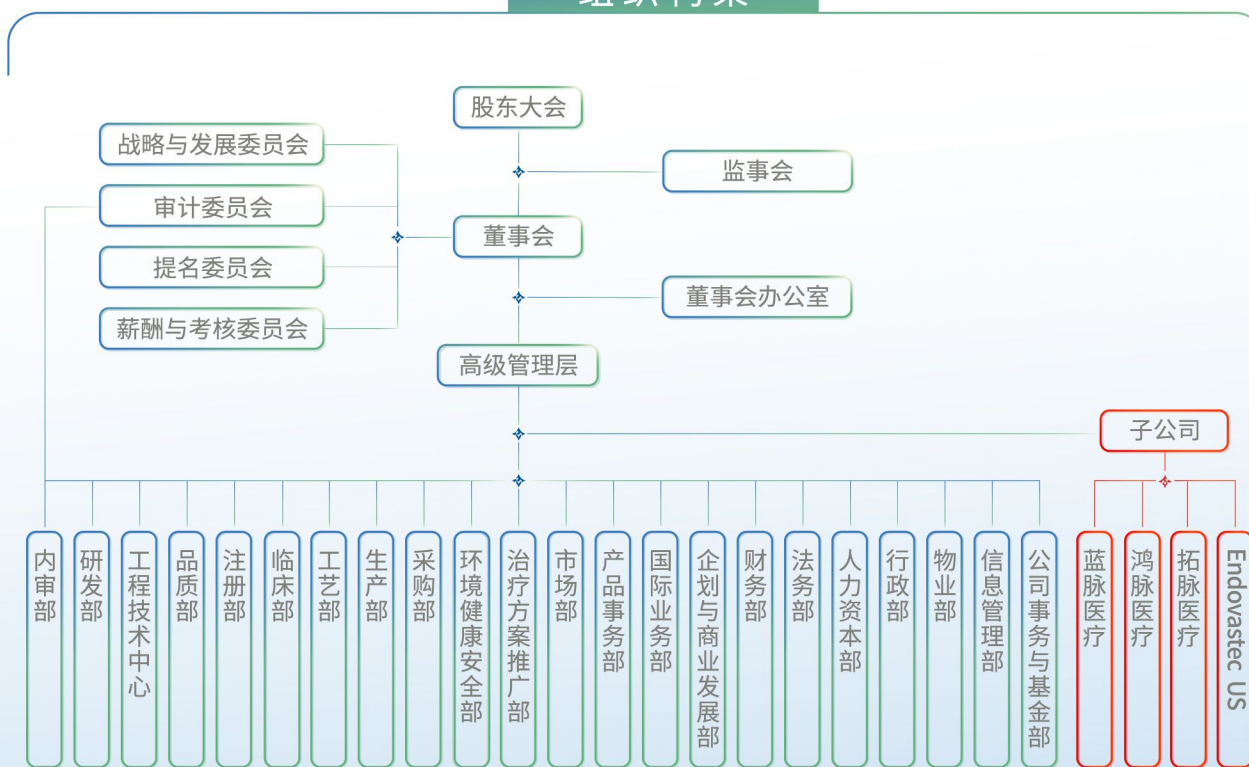 组织构架
股东大会
战略与发展委员会
监事会
审计委员会
董事会
提名委员会
董事会办公室
薪酬与考核委员会
高级管理层
子公司
内审部
研发部
工程技术中心
品质部
注册部
临床部
工艺部
生产部
采购部
环境健康安全部
治疗方案推广部
市场部
产品事务部
国际业务部
企划与商业发展部
财务部
法务部
人力资本部
行政部
物业部
信息管理部
公司事务与基金部
蓝脉医疗
鸿脉医疗
拓脉医疗
Endovastec US